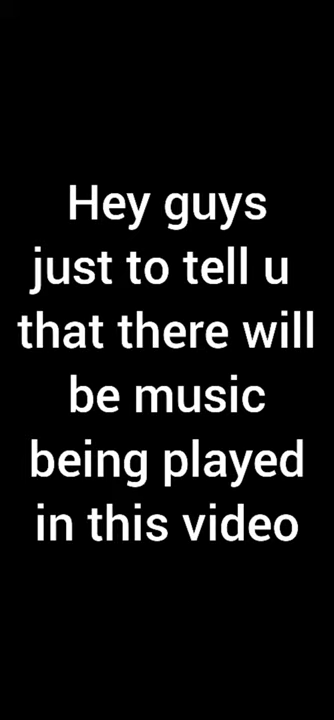 Hey guys
just to tell u
that there will
be music
being played
in this video